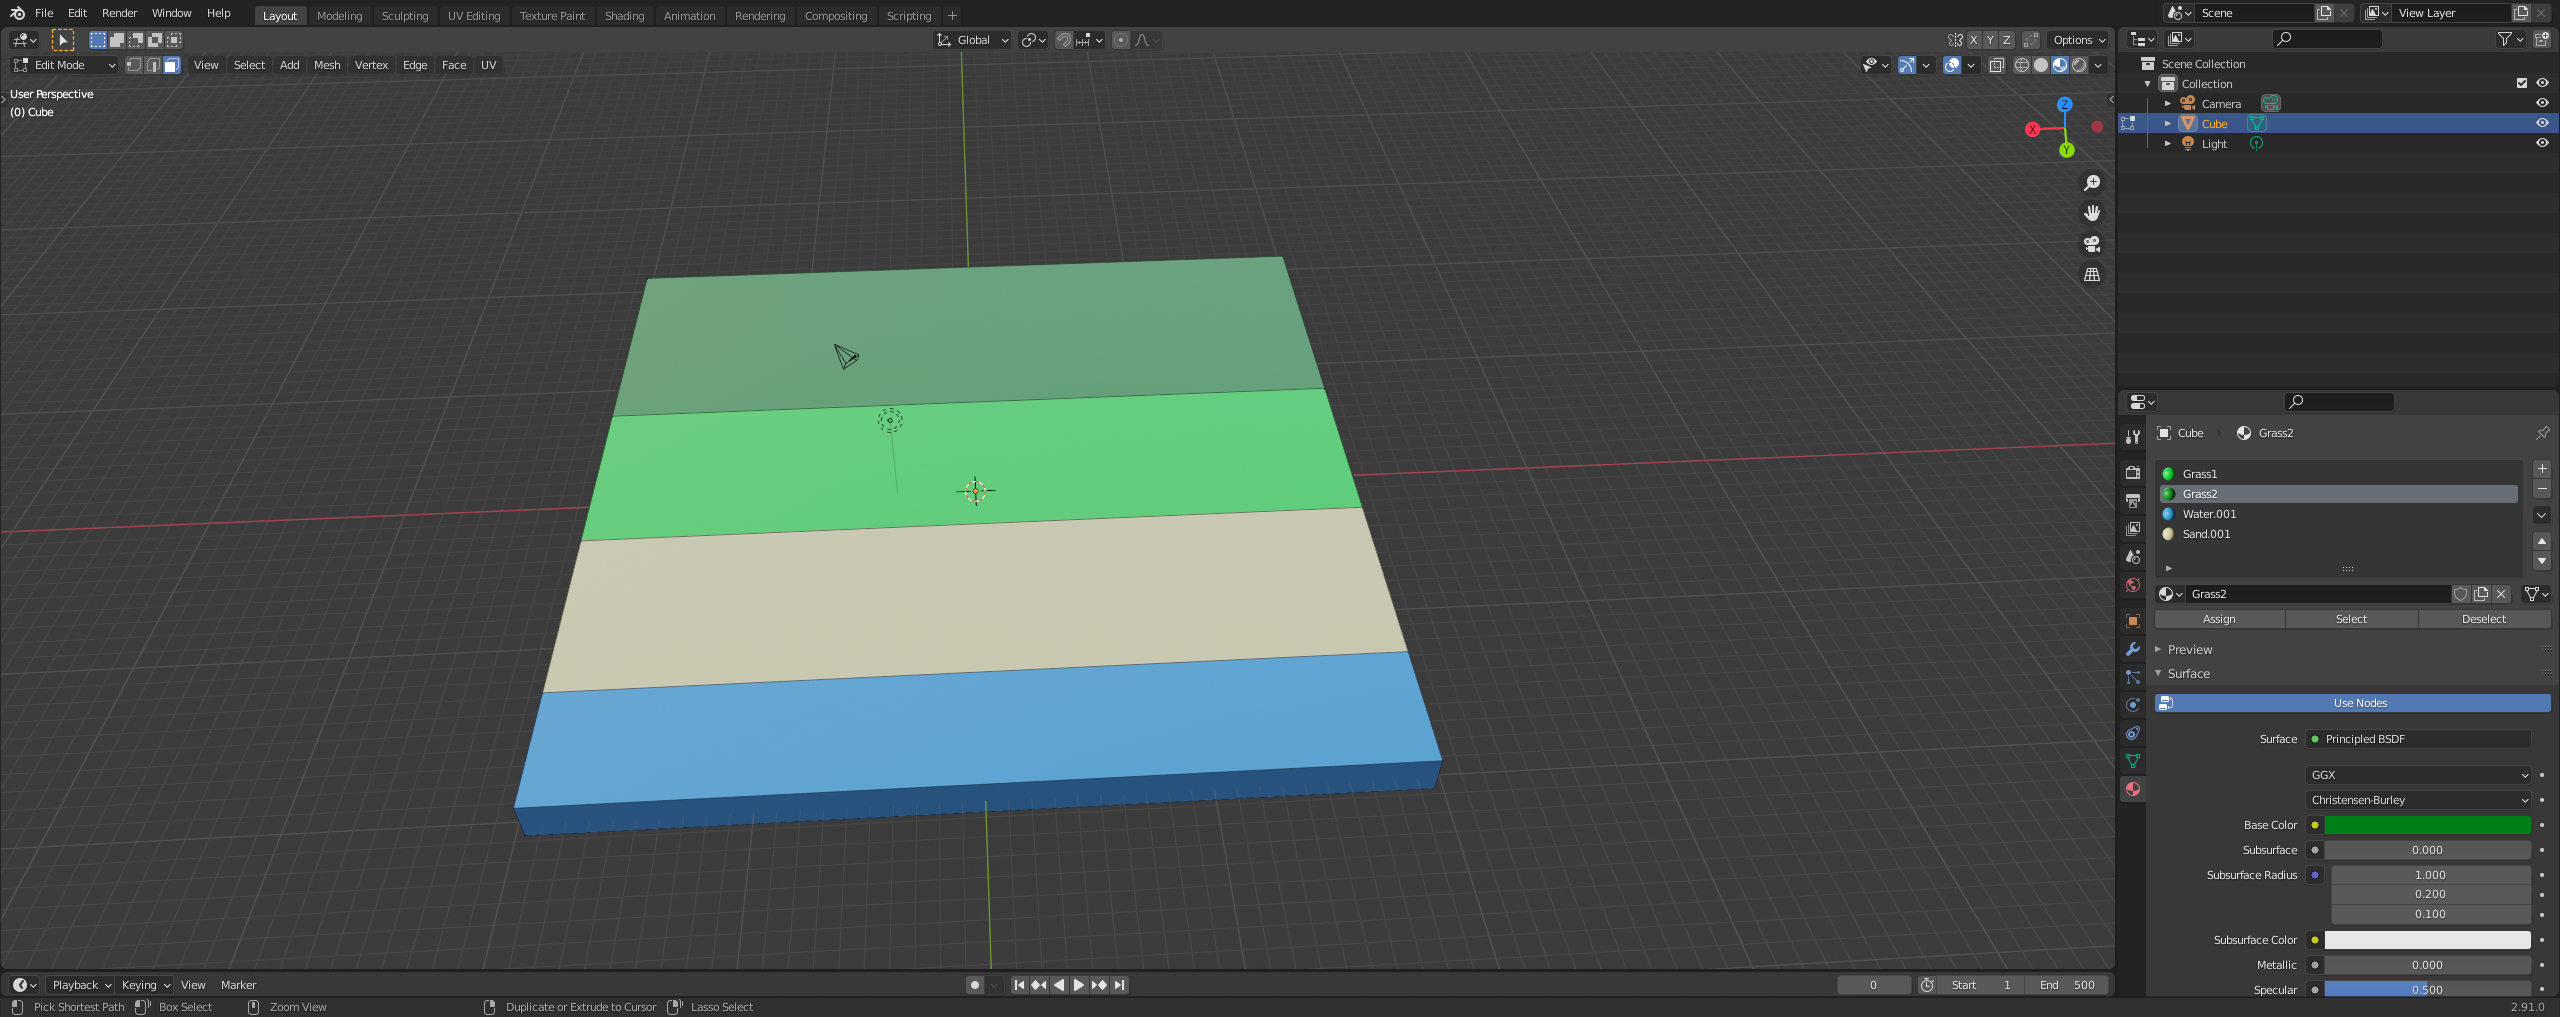 File Edit Render Window Help Layout Modeling Sculpting UV Editing Texture Paint Shading Animation Rendering Compositing Scripting + Scene View Layer
Global X Y Z Options
Edit Mode View Select Add Mesh Vertex Edge Face UV
User Perspective
(0) Cube
Z
X
Y
Scene Collection
Collection
Camera
Cube
Light
Cube Grass2
Grass1
Grass2
Water.001
Sand.001
Grass2
Assign Select Deselect
Preview
Surface
Use Nodes
Surface Principled BSDF
GGX
Christensen-Burley
Base Color
Subsurface 0.000
Subsurface Radius 1.000
0.200
0.100
Subsurface Color
Metallic 0.000
Specular 0.500
Playback Keying View Marker 0 Start 1 End 500
Pick Shortest Path Box Select Zoom View Duplicate or Extrude to Cursor Lasso Select 2.91.0